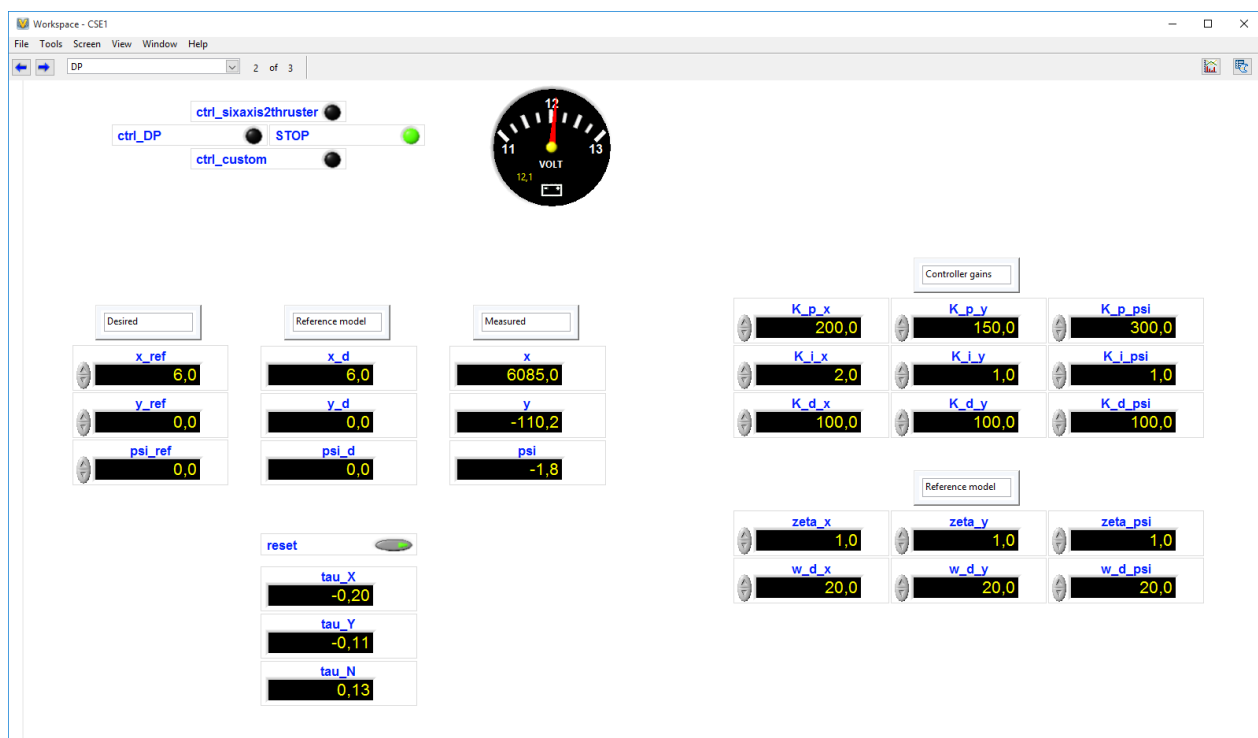 Workspace - CSE1
File Tools Screen View Window Help
DP 2 of 3
ctrl_sixaxis2thruster
ctrl_DP STOP
ctrl_custom
12
11 13
VOLT
12,1
Controller gains
Desired Reference model Measured
K_p_x K_p_y K_p_psi
200,0 150,0 300,0
x_ref x_d x
6,0 6,0 6085,0
K_i_x K_i_y K_i_psi
2,0 1,0 1,0
y_ref y_d y
0,0 0,0 -110,2
K_d_x K_d_y K_d_psi
100,0 100,0 100,0
psi_ref psi_d psi
0,0 0,0 -1,8
Reference model
zeta_x zeta_y zeta_psi
1,0 1,0 1,0
reset
w_d_x w_d_y w_d_psi
20,0 20,0 20,0
tau_X
-0,20
tau_Y
-0,11
tau_N
0,13